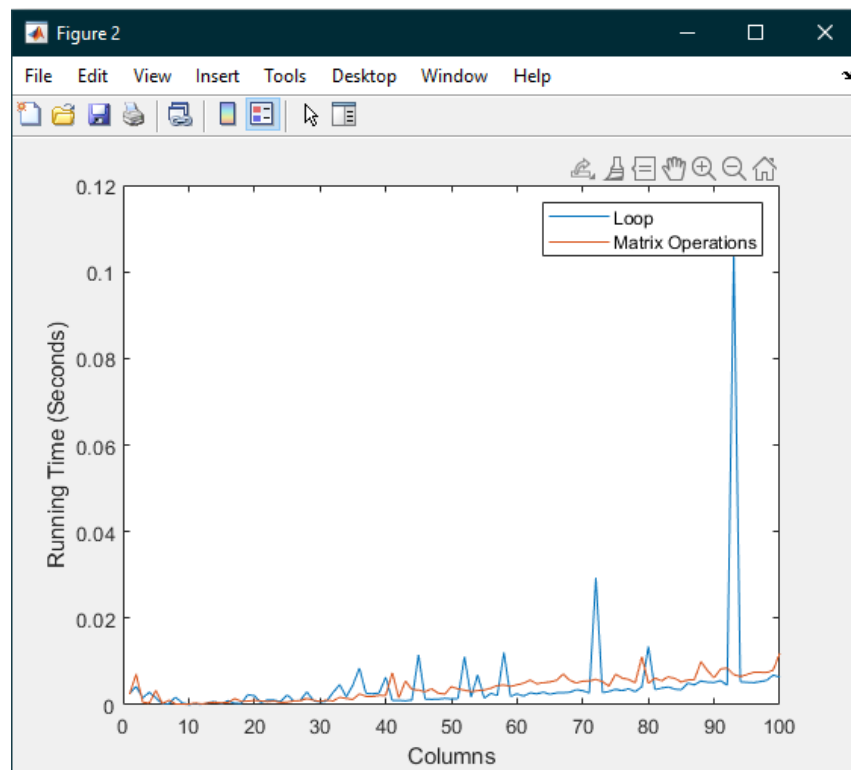 Figure 2
File Edit View Insert Tools Desktop Window Help
0.12
0.1
0.08
0.06
0.04
0.02
0
Running Time (Seconds)
Loop
Matrix Operations
0 10 20 30 40 50 60 70 80 90 100
Columns